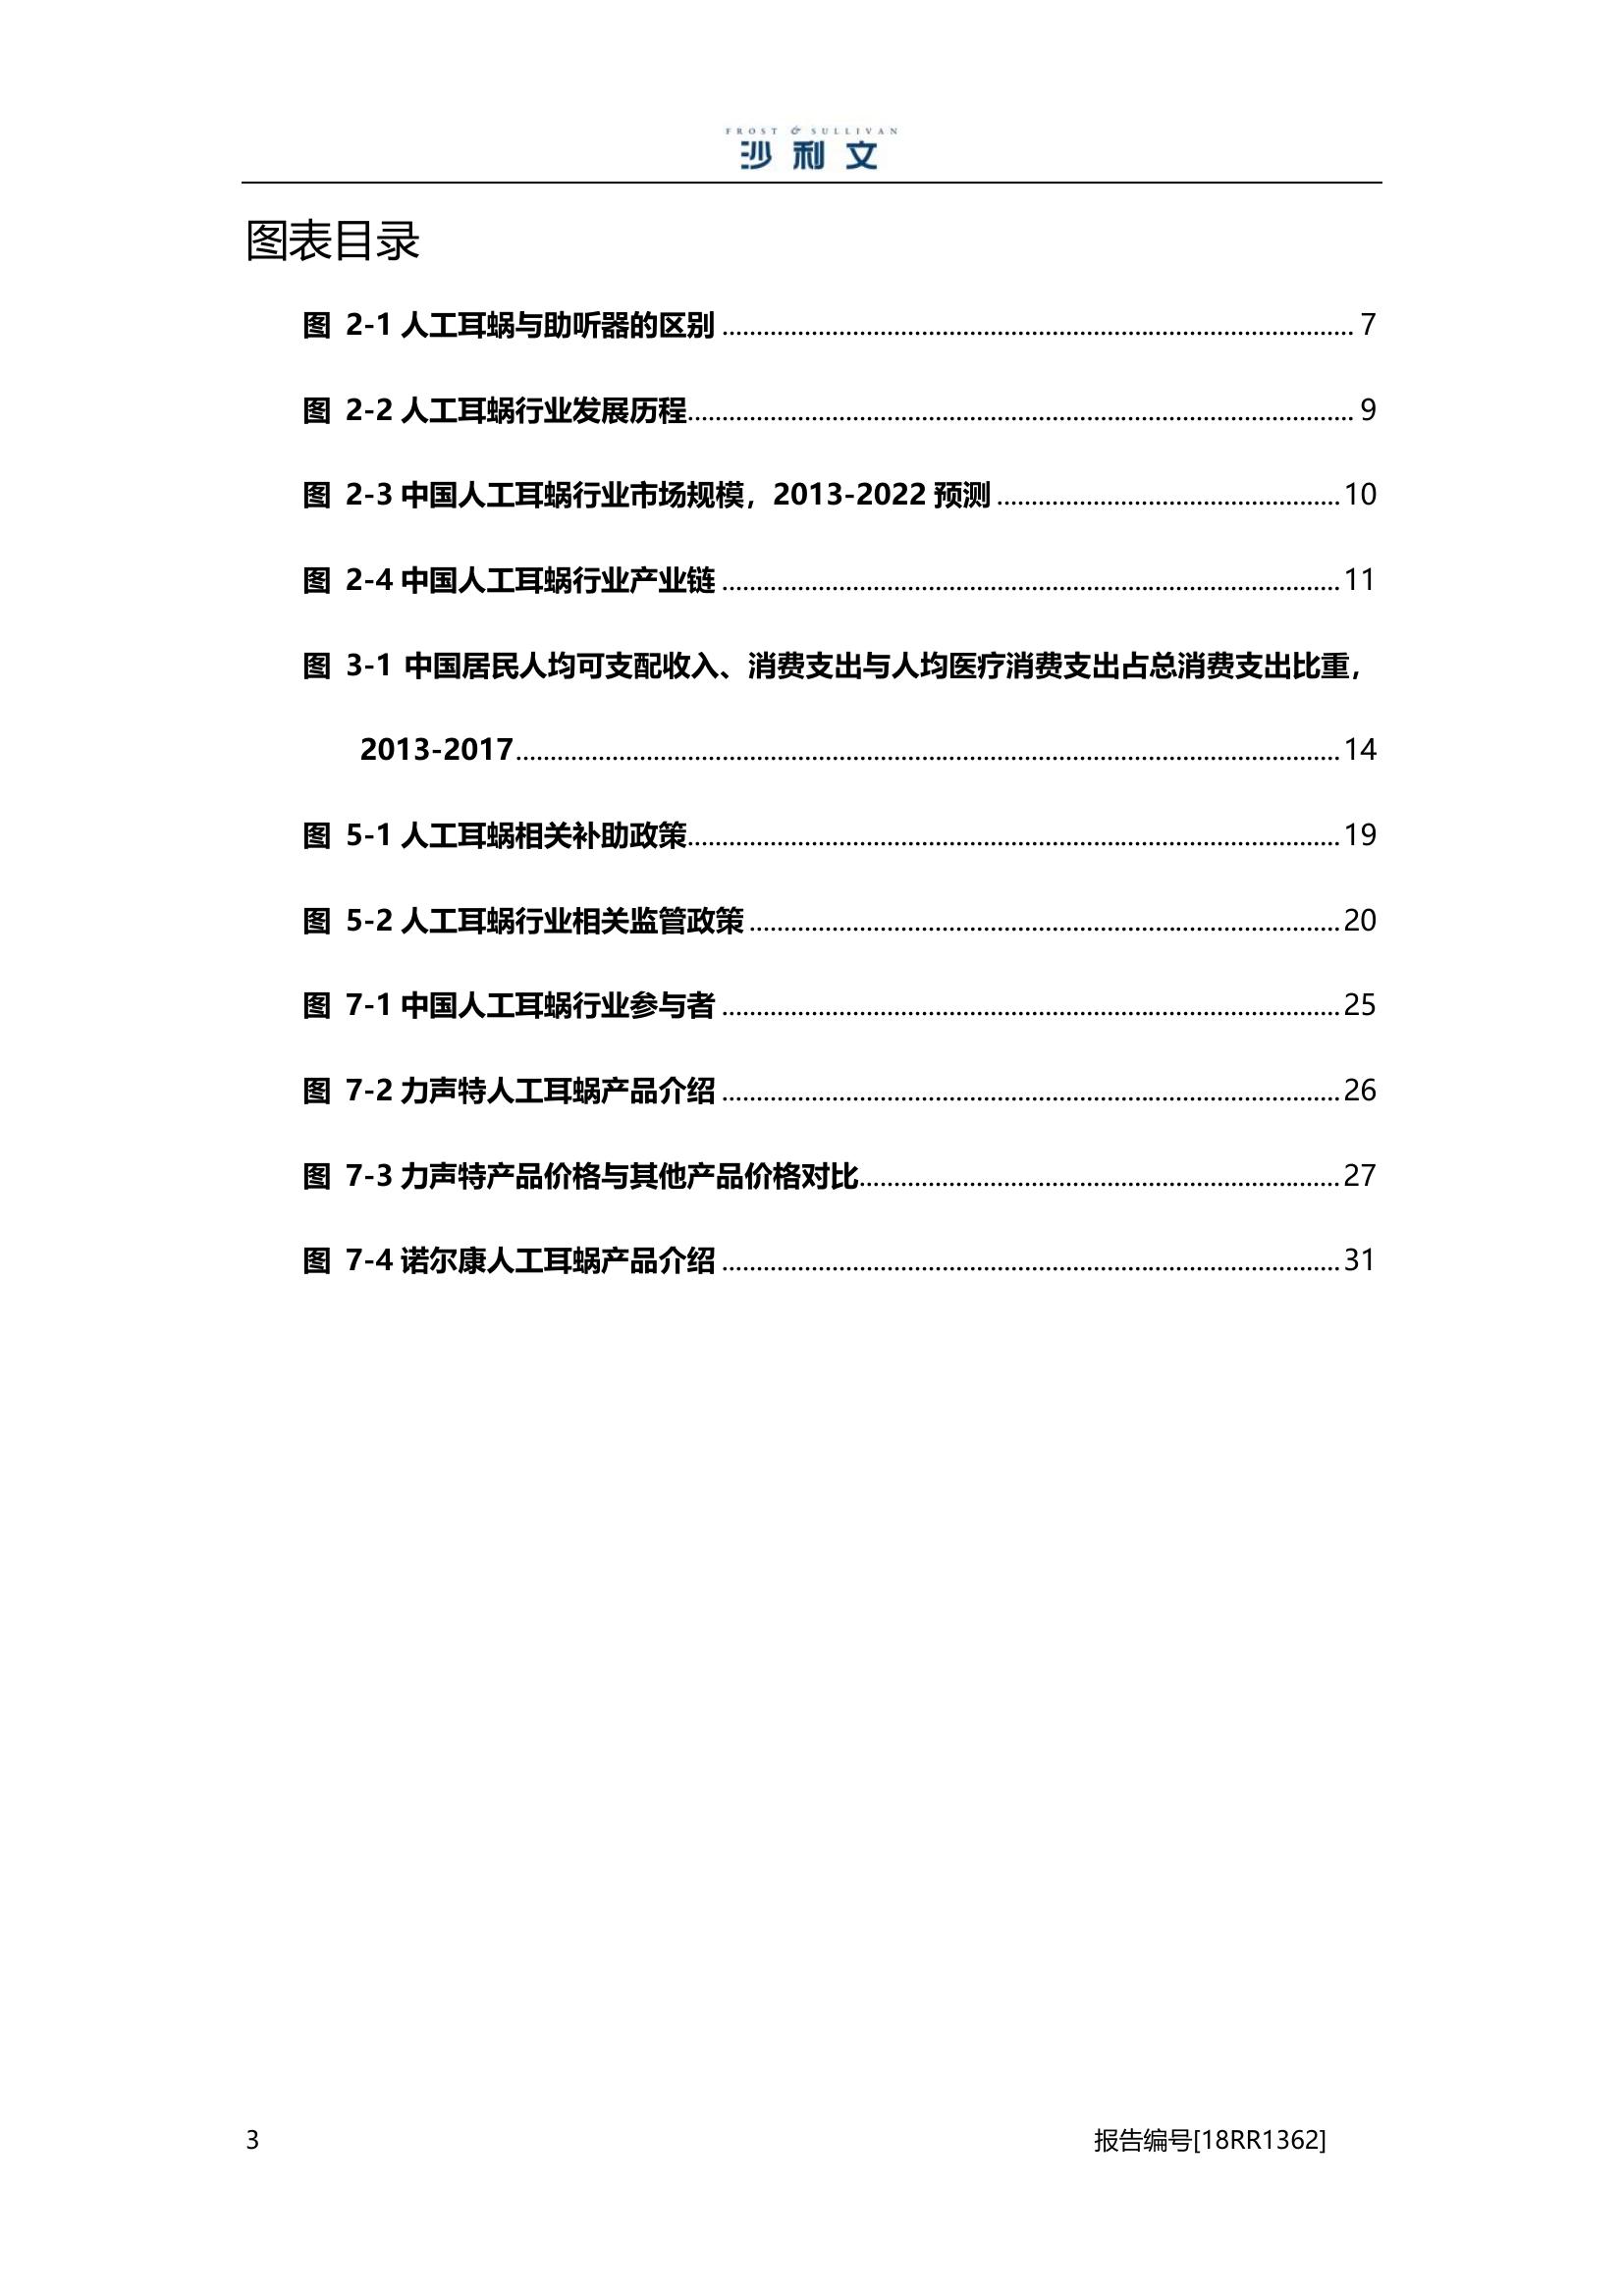 FROST & SULLIVAN
沙利文
图表目录
图 2-1 人工耳蜗与助听器的区别 ........ 7
图 2-2 人工耳蜗行业发展历程 ........ 9
图 2-3 中国人工耳蜗行业市场规模，2013-2022 预测 ........ 10
图 2-4 中国人工耳蜗行业产业链 ........ 11
图 3-1 中国居民人均可支配收入、消费支出与人均医疗消费支出占总消费支出比重，
2013-2017 ........ 14
图 5-1 人工耳蜗相关补助政策 ........ 19
图 5-2 人工耳蜗行业相关监管政策 ........ 20
图 7-1 中国人工耳蜗行业参与者 ........ 25
图 7-2 力声特人工耳蜗产品介绍 ........ 26
图 7-3 力声特产品价格与其他产品价格对比 ........ 27
图 7-4 诺尔康人工耳蜗产品介绍 ........ 31
3 报告编号[18RR1362]